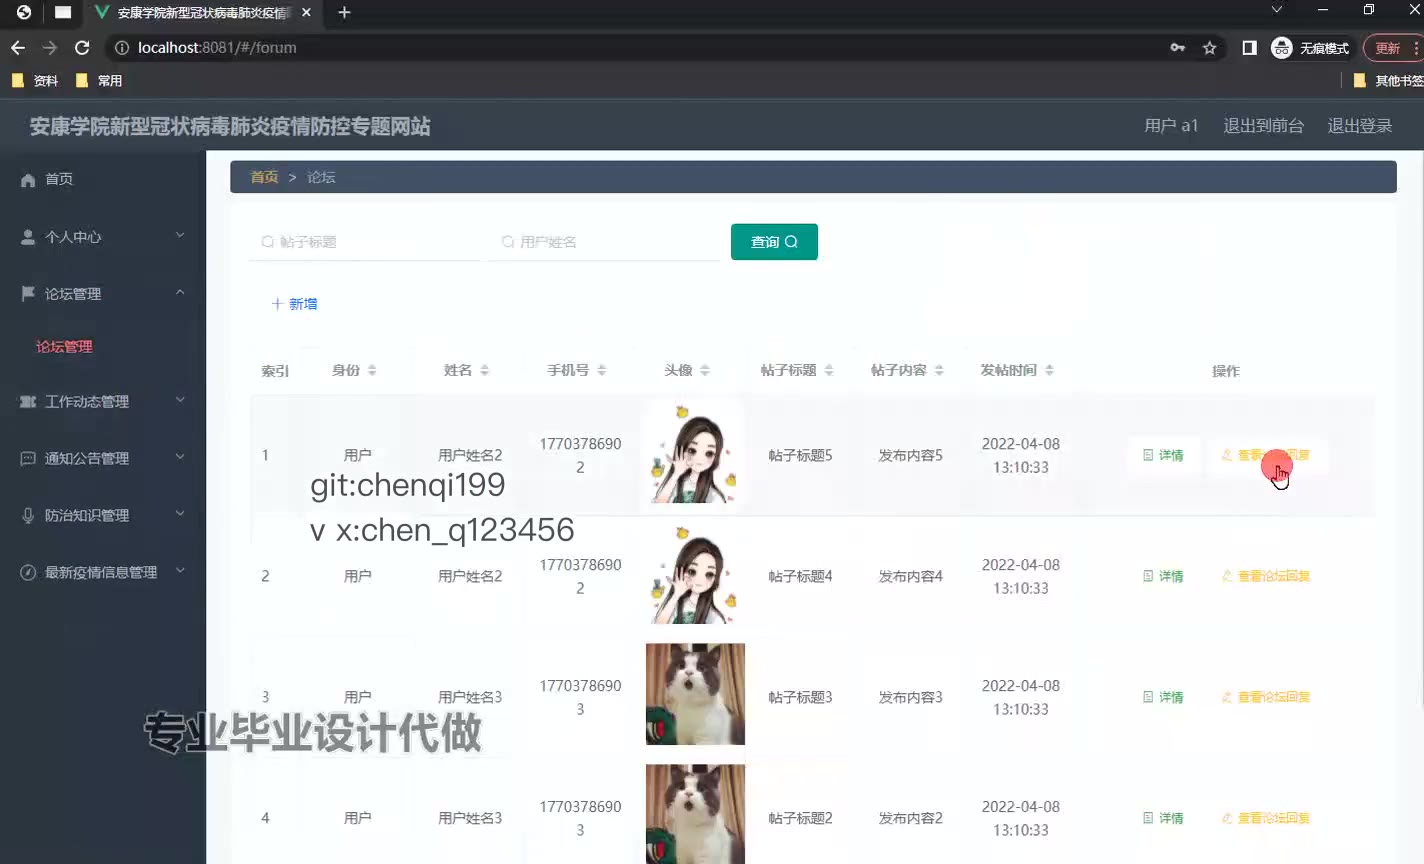 安康学院新型冠状病毒肺炎疫情
localhost:8081/#/forum
无痕模式
更新
资料
常用
其他书签
安康学院新型冠状病毒肺炎疫情防控专题网站
用户 a1
退出到前台
退出登录
首页
个人中心
论坛管理
论坛管理
工作动态管理
通知公告管理
防治知识管理
最新疫情信息管理
首页 > 论坛
帖子标题
用户姓名
查询
+ 新增
索引 身份 姓名 手机号 头像 帖子标题 帖子内容 发帖时间 操作
1 用户 用户姓名2 1770378690 帖子标题5 发布内容5 2022-04-08 详情 查看论坛回复
2 13:10:33
git:chenqi199
v x:chen_q123456
2 用户 用户姓名2 1770378690 帖子标题4 发布内容4 2022-04-08 详情 查看论坛回复
2 13:10:33
3 用户 用户姓名3 1770378690 帖子标题3 发布内容3 2022-04-08 详情 查看论坛回复
3 13:10:33
专业毕业设计代做
4 用户 用户姓名3 1770378690 帖子标题2 发布内容2 2022-04-08 详情 查看论坛回复
3 13:10:33